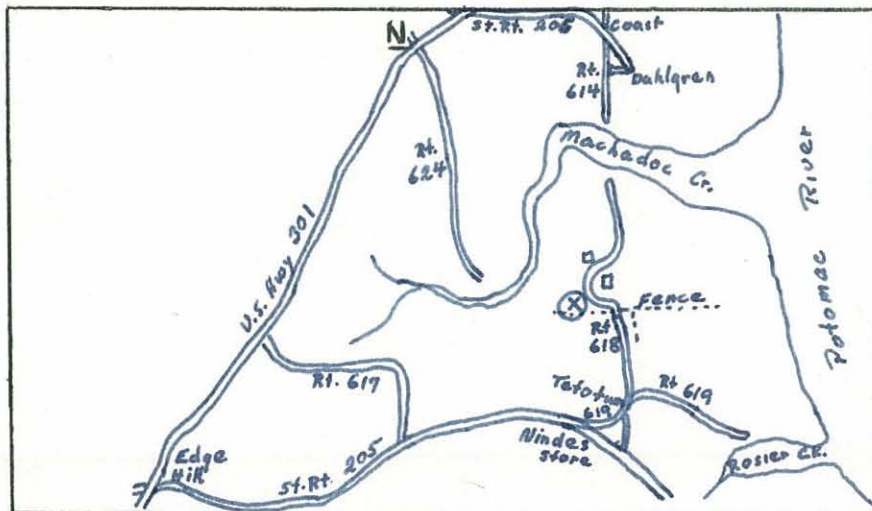 N
St. Rt. 206
Coast
Dahlgren
Rt.
614
Machadoc Cr.
Rt.
624
Potomac River
U.S. Hwy 301
X
Fence
Rt
618
Rt. 617
Tetotum
619
Rt 619
Nindes
Store
Edge
Hill
St. Rt. 205
Rosier CR.